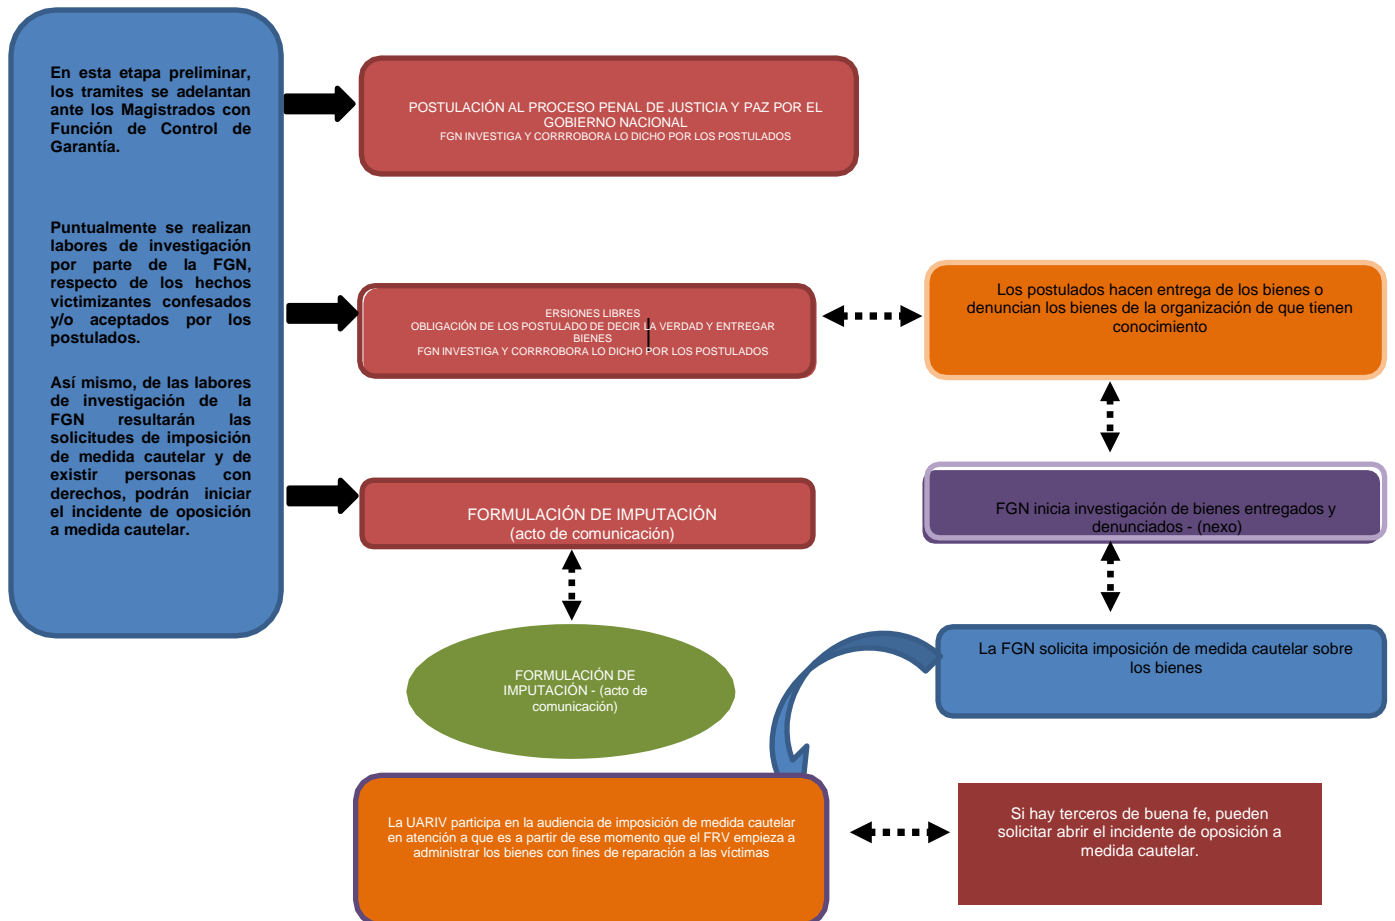 En esta etapa preliminar,
los tramites se adelantan
ante los Magistrados con
Función de Control de
Garantía.
Puntualmente se realizan
labores de investigación
por parte de la FGN,
respecto de los hechos
victimizantes confesados
y/o aceptados por los
postulados.
Así mismo, de las labores
de investigación de la
FGN resultarán las
solicitudes de imposición
de medida cautelar y de
existir personas con
derechos, podrán iniciar
el incidente de oposición
a medida cautelar.
POSTULACIÓN AL PROCESO PENAL DE JUSTICIA Y PAZ POR EL
GOBIERNO NACIONAL
FGN INVESTIGA Y CORRROBORA LO DICHO POR LOS POSTULADOS
ERSIONES LIBRES
OBLIGACIÓN DE LOS POSTULADO DE DECIR LA VERDAD Y ENTREGAR
BIENES
FGN INVESTIGA Y CORRROBORA LO DICHO POR LOS POSTULADOS
Los postulados hacen entrega de los bienes o
denuncian los bienes de la organización de que tienen
conocimiento
FGN inicia investigación de bienes entregados y
denunciados - (nexo)
FORMULACIÓN DE IMPUTACIÓN
(acto de comunicación)
FORMULACIÓN DE
IMPUTACIÓN - (acto de
comunicación)
La FGN solicita imposición de medida cautelar sobre
los bienes
La UARIV participa en la audiencia de imposición de medida cautelar
en atención a que es a partir de ese momento que el FRV empieza a
administrar los bienes con fines de reparación a las víctimas
Si hay terceros de buena fe, pueden
solicitar abrir el incidente de oposición a
medida cautelar.